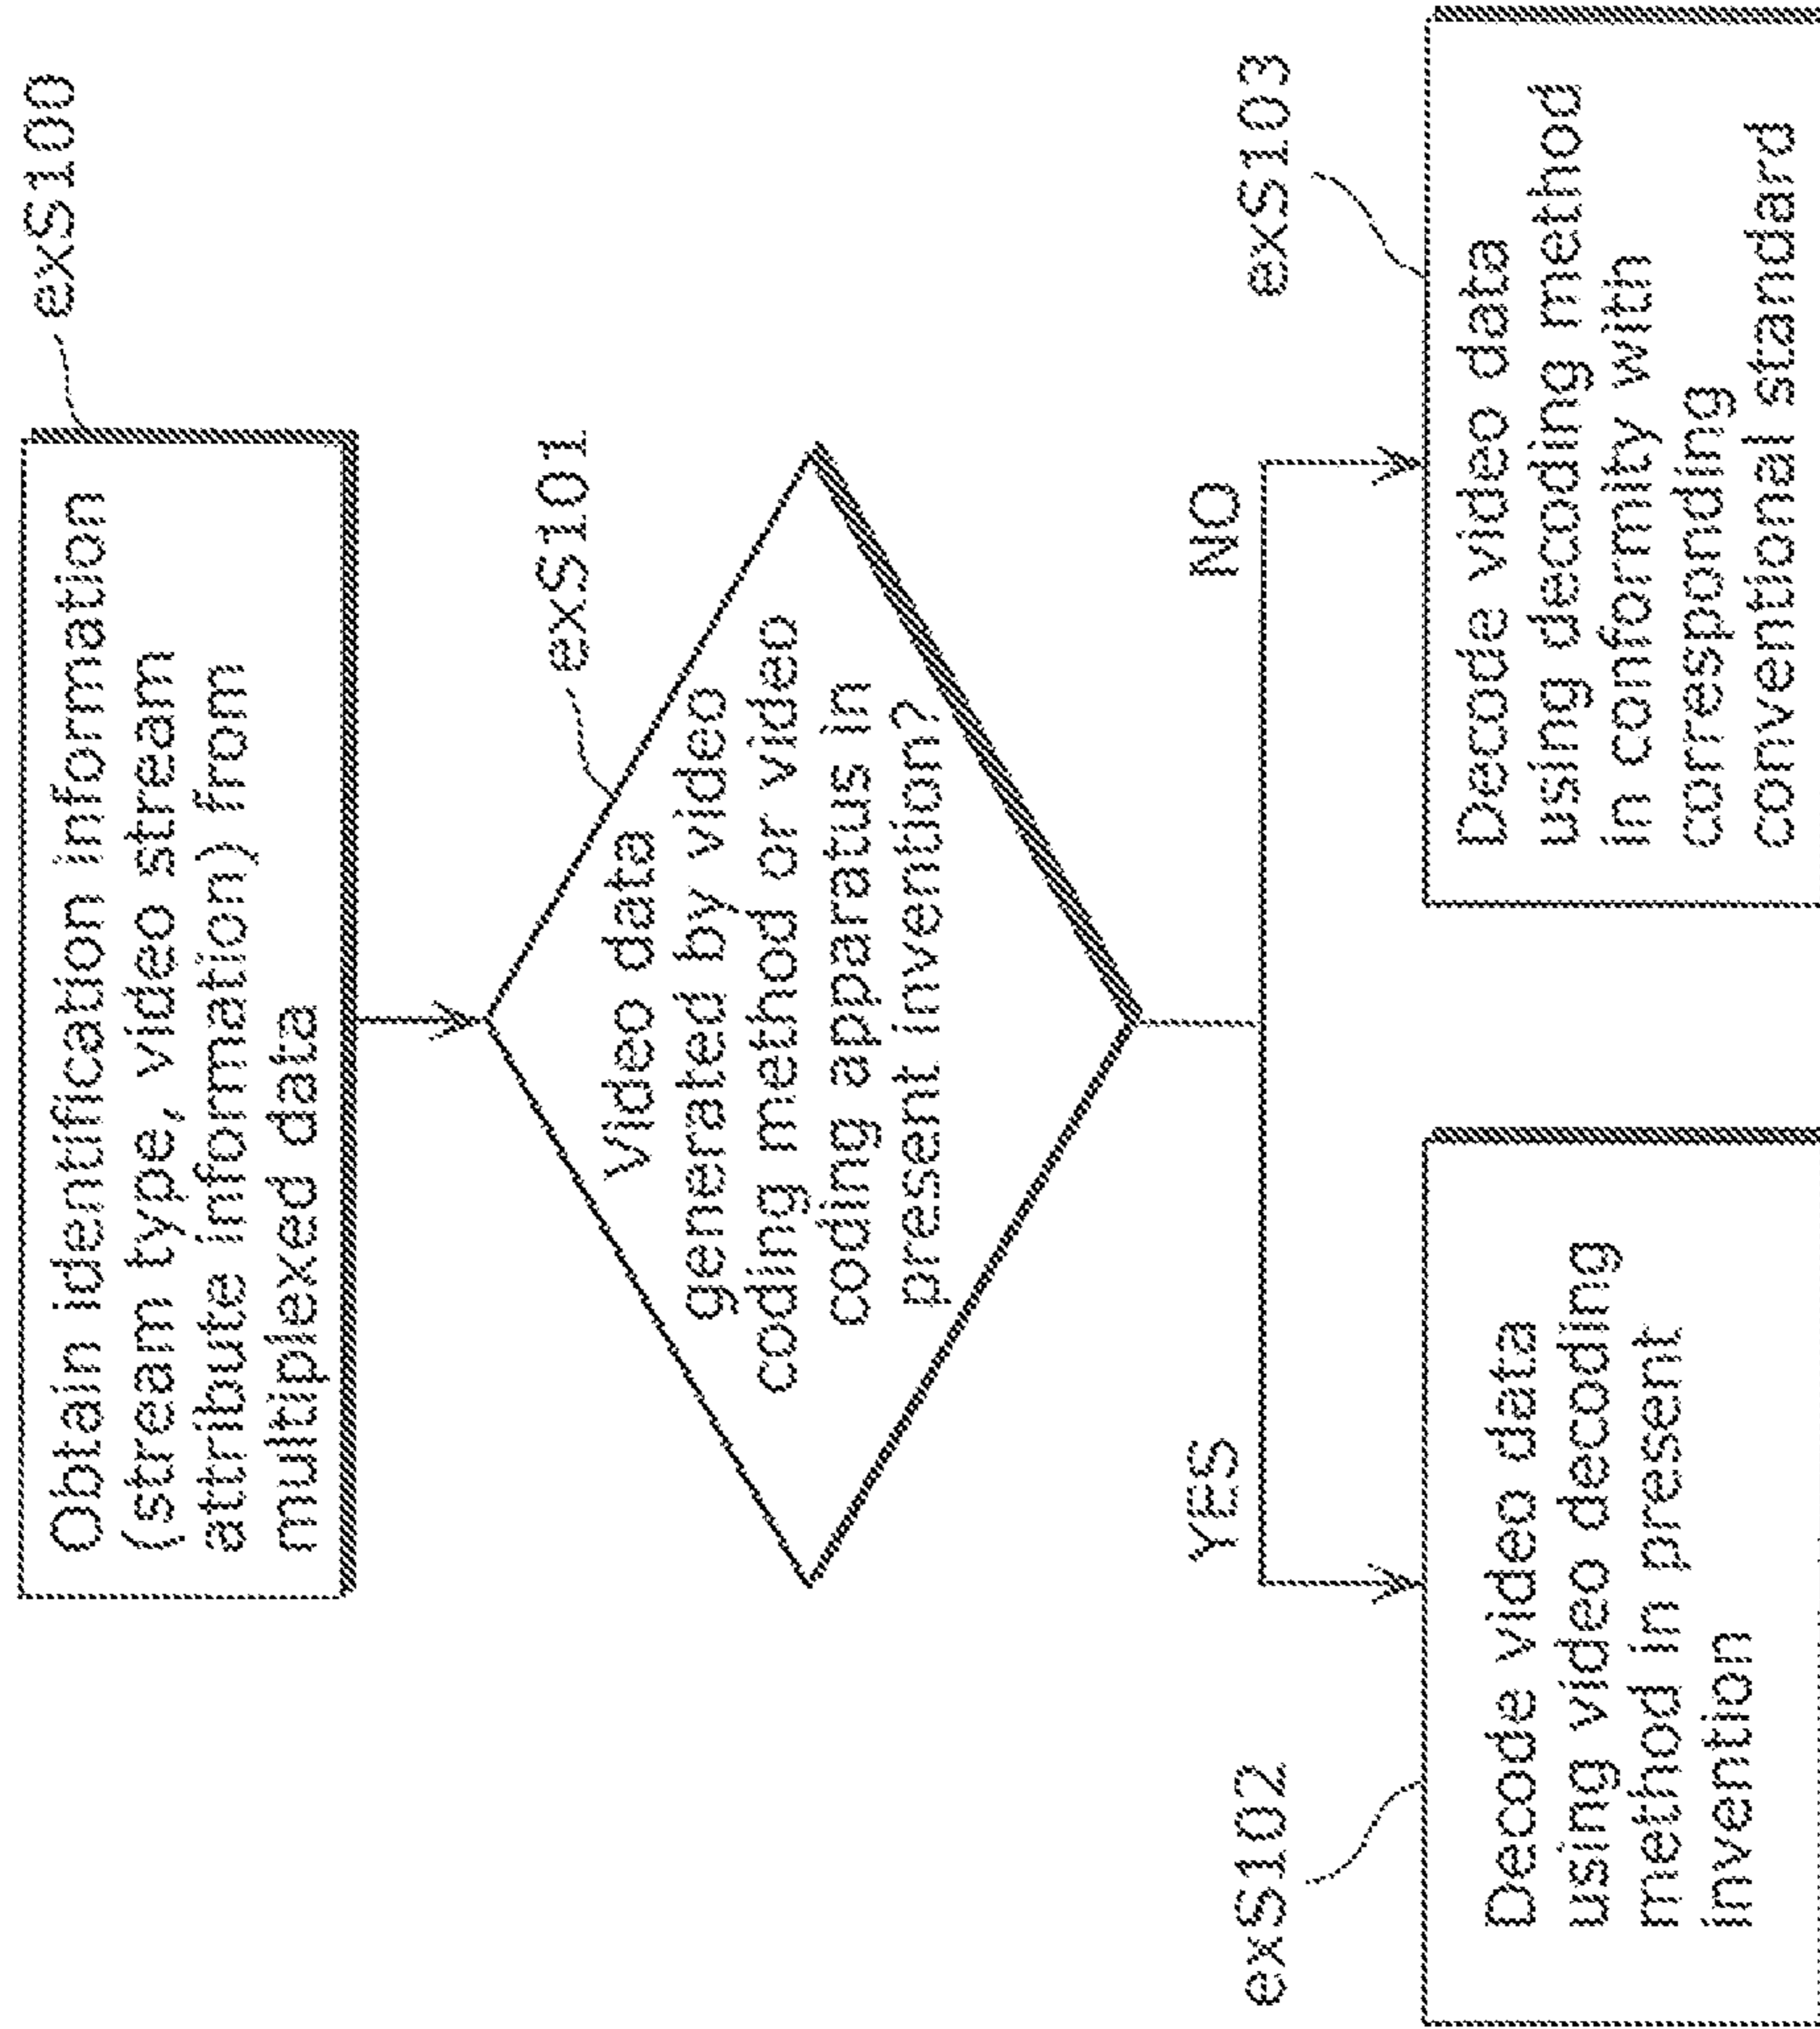 exS100
Obtain identification information
(stream type, video stream
attribute information) from
multiplexed data
exS101
Video data
generated by video
coding method or video
coding apparatus in
present invention?
YES
NO
exS102
Decode video data
using video decoding
method in present
invention
exS103
Decode video data
using decoding method
in conformity with
corresponding
conventional standard